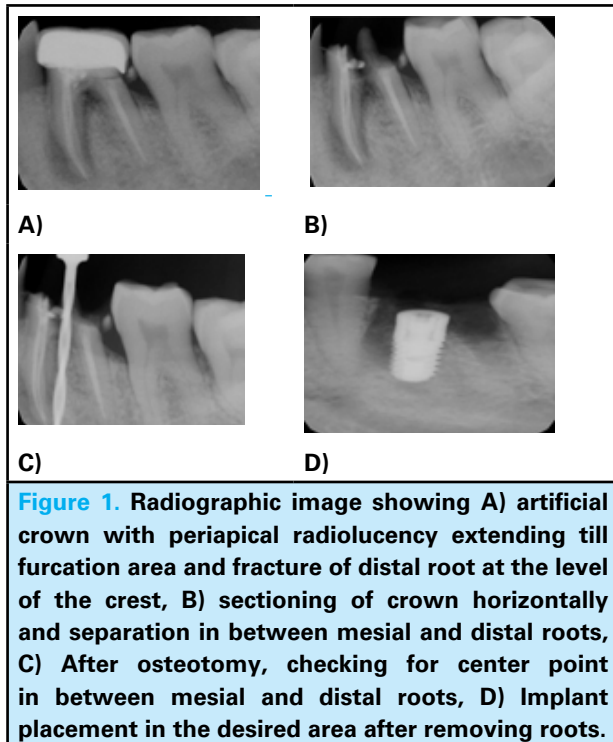 A)
B)
C)
D)
Figure 1. Radiographic image showing A) artificial
crown with periapical radiolucency extending till
furcation area and fracture of distal root at the level
of the crest, B) sectioning of crown horizontally
and separation in between mesial and distal roots,
C) After osteotomy, checking for center point
in between mesial and distal roots, D) Implant
placement in the desired area after removing roots.